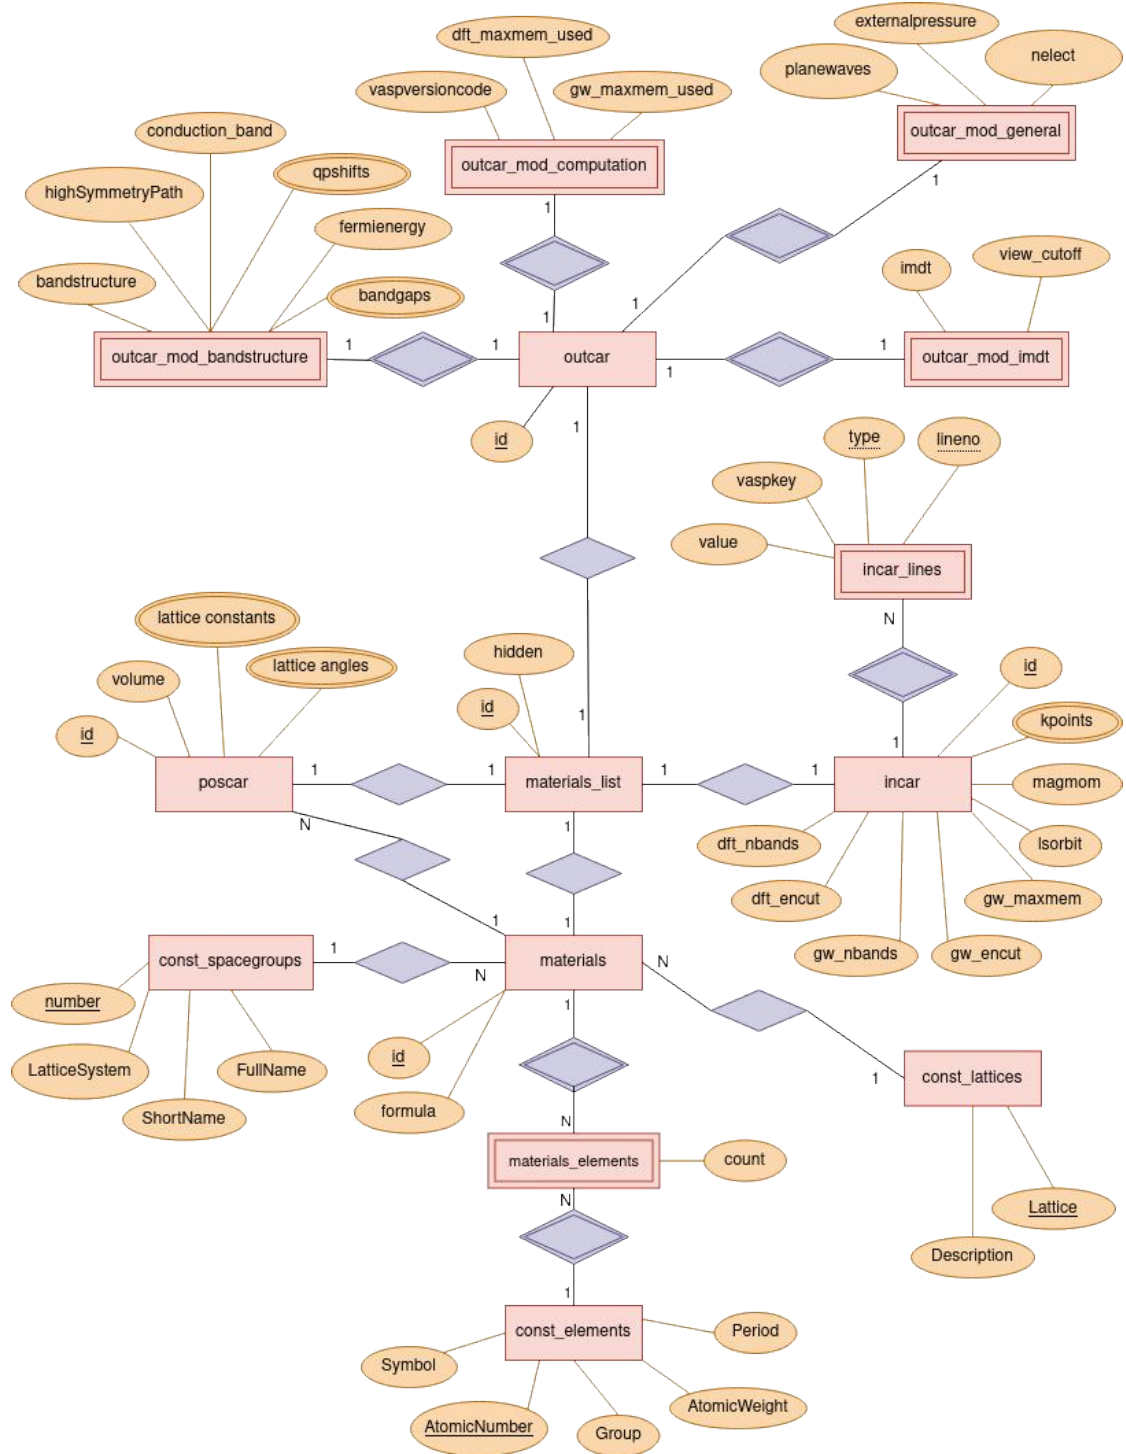 externalpressure
dft_maxmem_used
nelect
planewaves
vaspversioncode
gw_maxmem_used
conduction_band
outcar_mod_general
outcar_mod_computation
qpshifts
highSymmetryPath
1
1
fermienergy
imdt
view_cutoff
bandstructure
bandgaps
1
1
outcar_mod_bandstructure
1
1
outcar
1
1
outcar_mod_imdt
1
id
type
lineno
vaspkey
value
incar_lines
N
lattice constants
hidden
lattice angles
volume
id
id
id
1
kpoints
1
poscar
1
1
materials_list
1
1
incar
magmom
N
1
dft_nbands
lsorbit
dft_encut
gw_maxmem
1
1
gw_nbands
gw_encut
const_spacegroups
1
N
materials
N
number
1
id
LatticeSystem
FullName
1
const_lattices
ShortName
formula
N
materials_elements
count
N
Lattice
Description
1
const_elements
Period
Symbol
AtomicWeight
AtomicNumber
Group